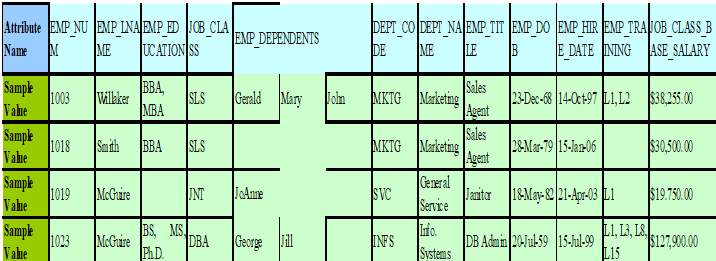 Attribute Name EMP_NUM EMP_LNAME EMP_EDUCATION JOB_CLASS EMP_DEPENDENTS DEPT_CODE DEPT_NAME EMP_TITLE EMP_DOB EMP_HIRE_DATE EMP_TRAINING JOB_CLASS_BASE_SALARY
Sample Value 1003 Willaker BBA, MBA SLS Gerald Mary John MKTG Marketing Sales Agent 23-Dec-68 14-Oct-97 L1, L2 $38,255.00
Sample Value 1018 Smith BBA SLS MKTG Marketing Sales Agent 28-Mar-79 15-Jan-06 $30,500.00
Sample Value 1019 McGuire JNT JoAnne SVC General Service Janitor 18-May-82 21-Apr-03 L1 $19.750.00
Sample Value 1023 McGuire BS, MS, Ph.D. DBA George Jill INFS Info. Systems DB Admin 20-Jul-59 15-Jul-99 L1, L3, L8, L15 $127,900.00